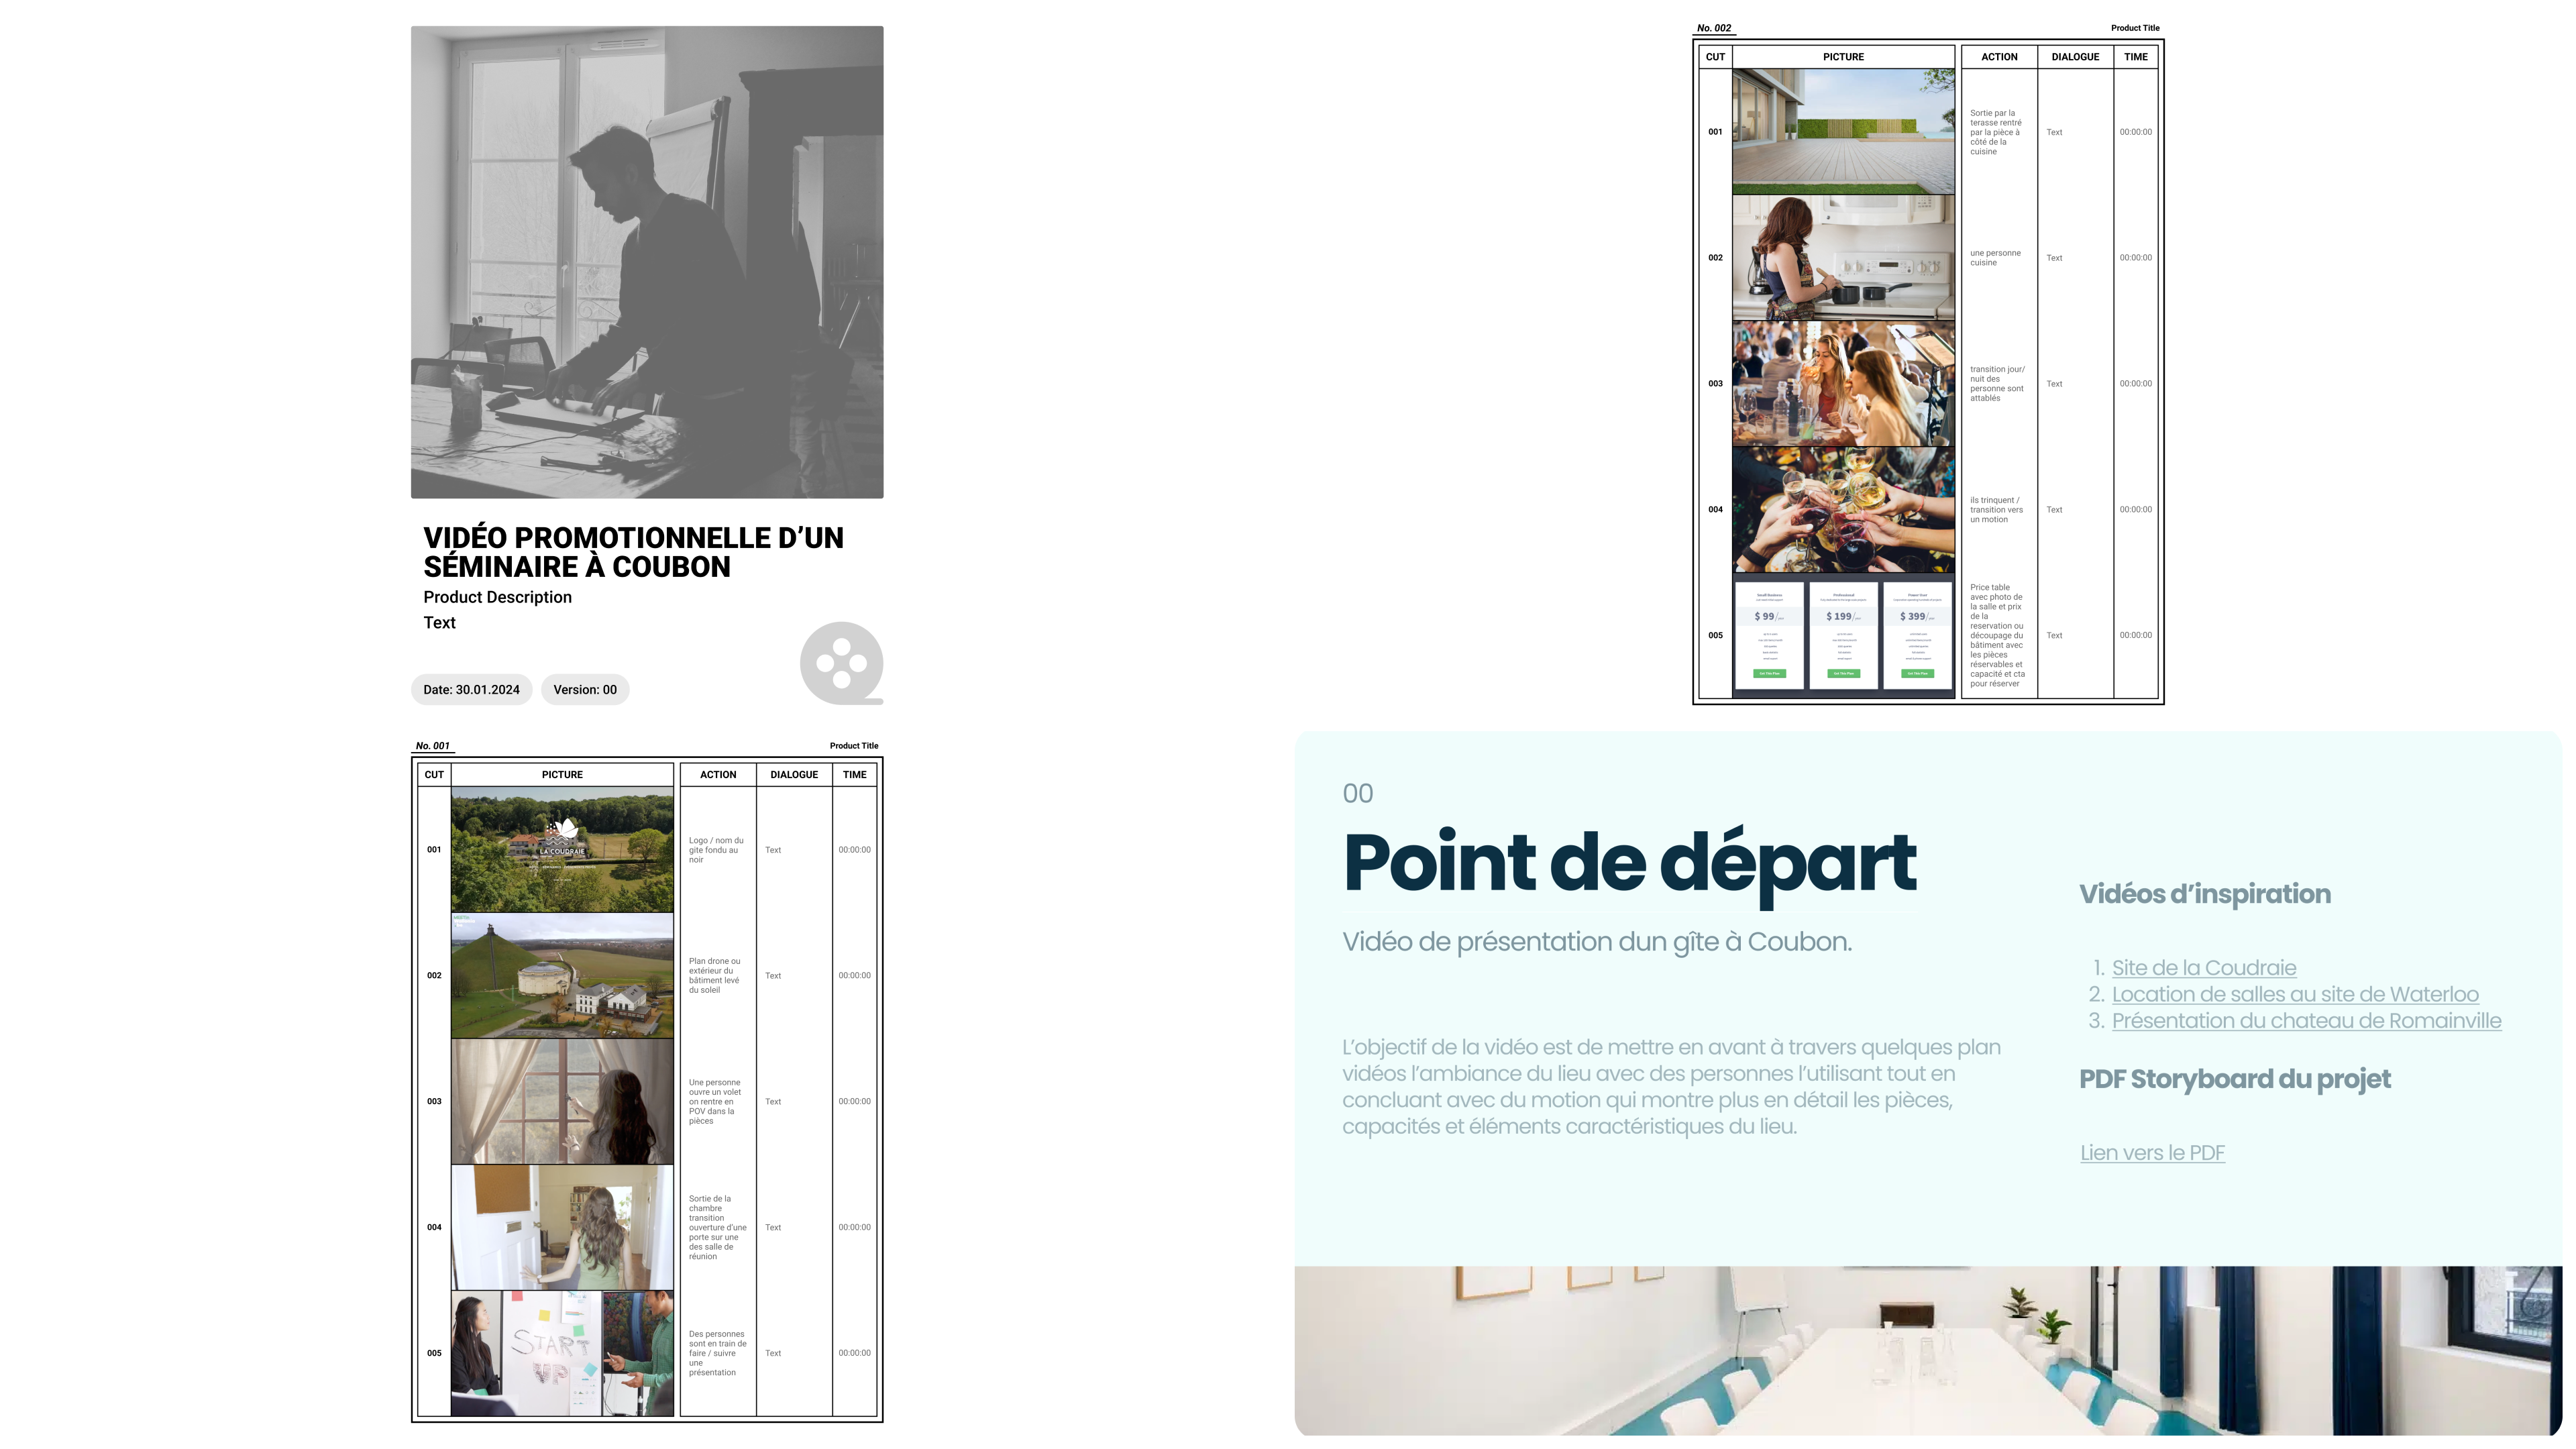 VIDÉO PROMOTIONNELLE D’UN
SÉMINAIRE À COUBON
Product Description
Text
Date: 30.01.2024
Version: 00
No. 001
Product Title
CUT
PICTURE
ACTION
DIALOGUE
TIME
001
LA COUDRAIE
Logo / nom du
gite fondu au
noir
Text
00:00:00
002
Plan drone ou
extérieur du
bâtiment levé
du soleil
Text
00:00:00
003
Une personne
ouvre un volet
on rentre en
POV dans la
pièces
Text
00:00:00
004
Sortie de la
chambre
transition
ouverture d’une
porte sur une
des salle de
réunion
Text
00:00:00
005
START
UP
Des personnes
sont en train de
faire / suivre
une
présentation
Text
00:00:00
No. 002
Product Title
CUT
PICTURE
ACTION
DIALOGUE
TIME
001
Sortie par la
terasse rentré
par la pièce à
côté de la
cuisine
Text
00:00:00
002
une personne
cuisine
Text
00:00:00
003
transition jour/
nuit des
personne sont
attablés
Text
00:00:00
004
ils trinquent /
transition vers
un motion
Text
00:00:00
005
Small Business
$ 99/
Get This Plan
Professional
$ 199/
Get This Plan
Power User
$ 399/
Get This Plan
Price table
avec photo de
la salle et prix
de la
reservation ou
découpage du
bâtiment avec
les pièces
réservables et
capacité et cta
pour réserver
Text
00:00:00
00
Point de départ
Vidéo de présentation dun gîte à Coubon.
L’objectif de la vidéo est de mettre en avant à travers quelques plan
vidéos l’ambiance du lieu avec des personnes l’utilisant tout en
concluant avec du motion qui montre plus en détail les pièces,
capacités et éléments caractéristiques du lieu.
Vidéos d’inspiration
1. Site de la Coudraie
2. Location de salles au site de Waterloo
3. Présentation du chateau de Romainville
PDF Storyboard du projet
Lien vers le PDF